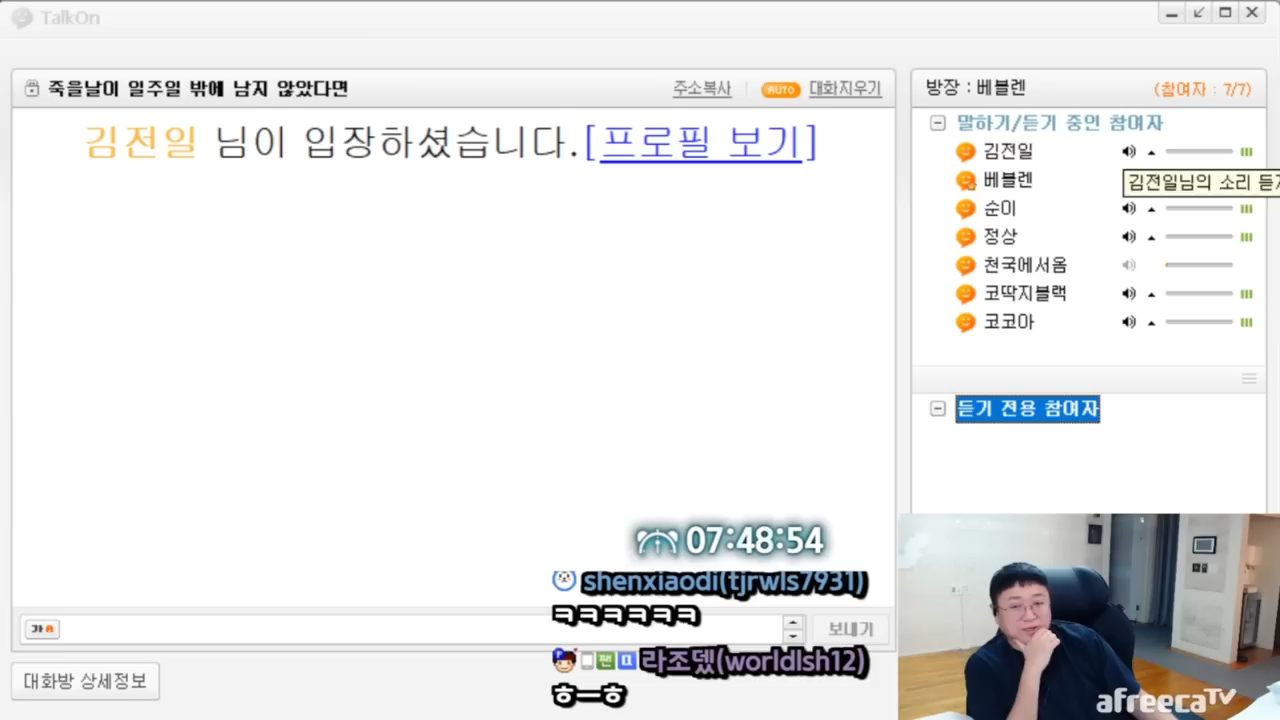 TalkOn
죽을날이 일주일 밖에 남지 않았다면
주소복사
AUTO
대화지우기
김전일 님이 입장하셨습니다.[프로필 보기]
방장 : 베블렌
(참여자 : 7/7)
말하기/듣기 중인 참여자
김전일
베블렌
김전일님의 소리 듣기
순이
정상
천국에서옴
코딱지블랙
코코아
듣기 전용 참여자
07:48:54
shenxiaodi(tjrwls7931)
ㅋㅋㅋㅋㅋㅋ
팬
라조뎄(worldlsh12)
ㅎㅡㅎ
가
보내기
대화방 상세정보
afreecaTV